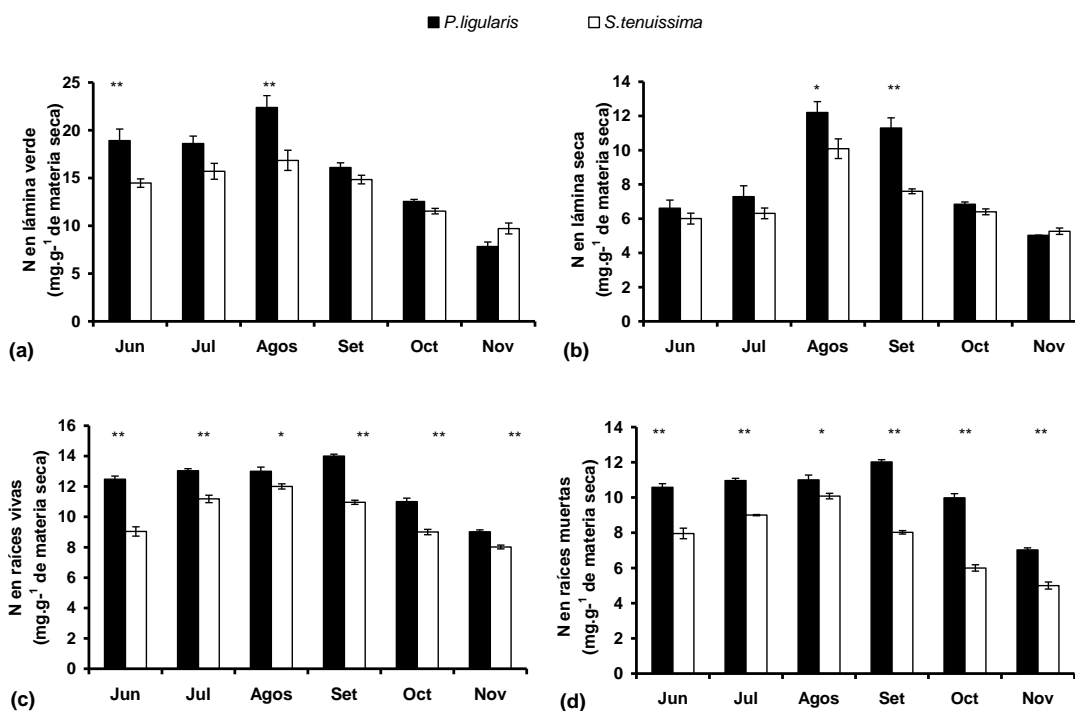 P.ligularis S.tenuissima
** **
N en lámina verde
(mg.g-¹ de materia seca)
25
20
15
10
5
0
Jun Jul Agos Set Oct Nov
(a)
* **
N en lámina seca
(mg.g-¹ de materia seca)
14
12
10
8
6
4
2
0
Jun Jul Agos Set Oct Nov
(b)
** ** * ** ** **
N en raíces vivas
(mg.g-¹ de materia seca)
16
14
12
10
8
6
4
2
0
Jun Jul Agos Set Oct Nov
(c)
** ** * ** ** **
N en raíces muertas
(mg.g-¹ de materia seca)
14
12
10
8
6
4
2
0
Jun Jul Agos Set Oct Nov
(d)